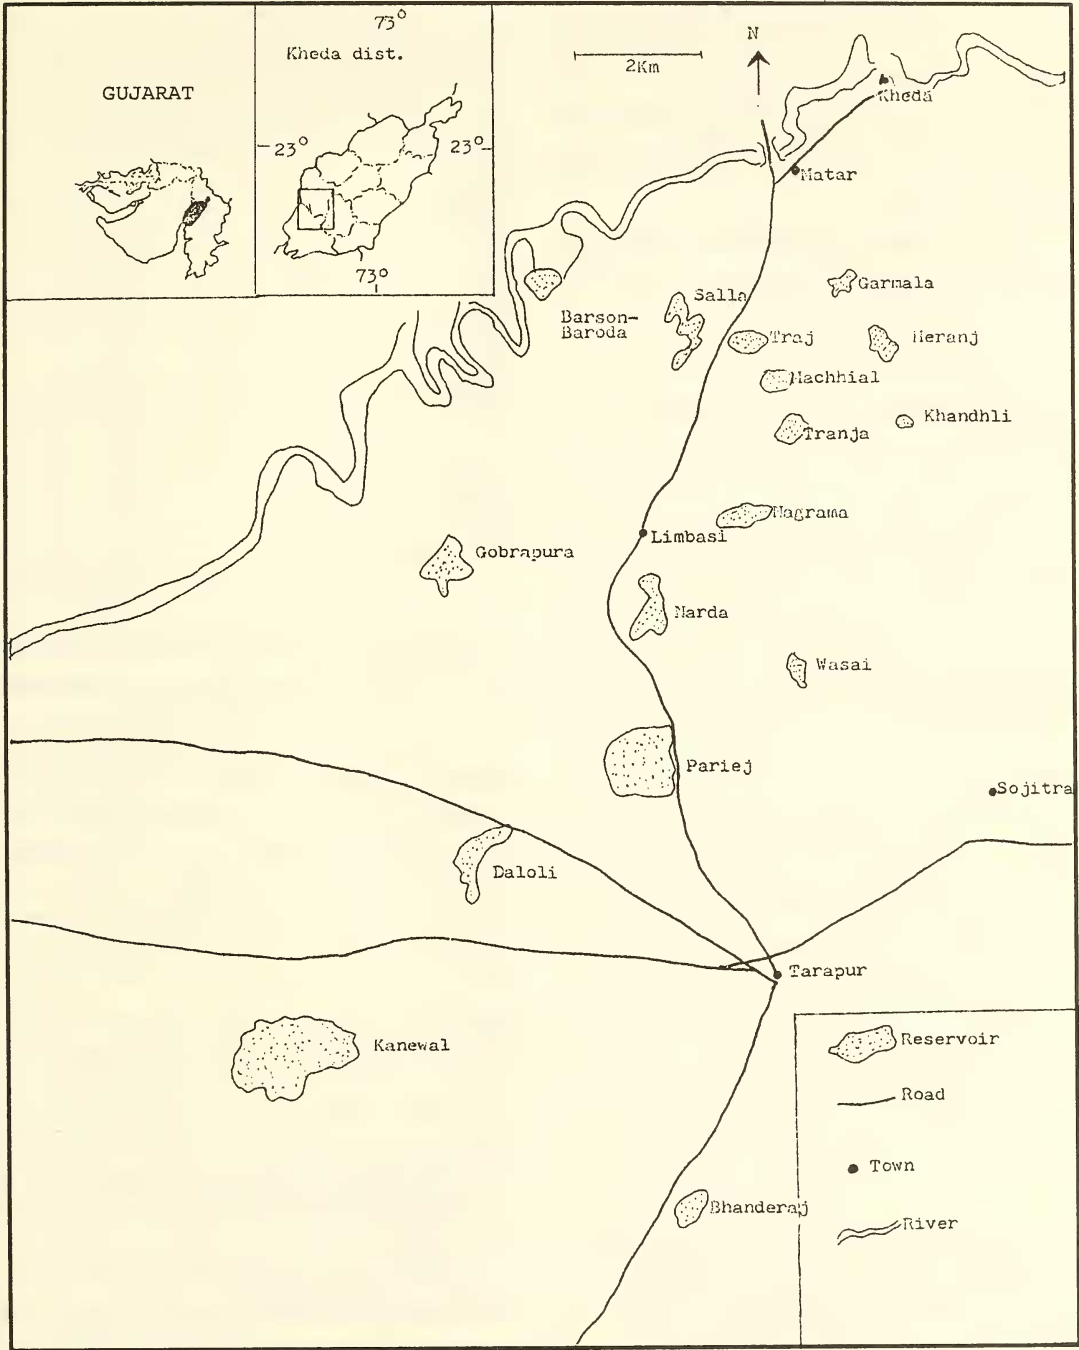 73°
Kheda dist.
GUJARAT
23°
23°
73°
2Km
N
Kheda
Matar
Garmala
Salla
Barson-
Baroda
Traj
Heranj
Machhial
Khandhli
Tranja
Nagrama
Limbasi
Gobrapura
Narda
Wasai
Pariej
Sojitra
Daloli
Tarapur
Kanewal
Reservoir
Road
Town
River
Bhanderaj